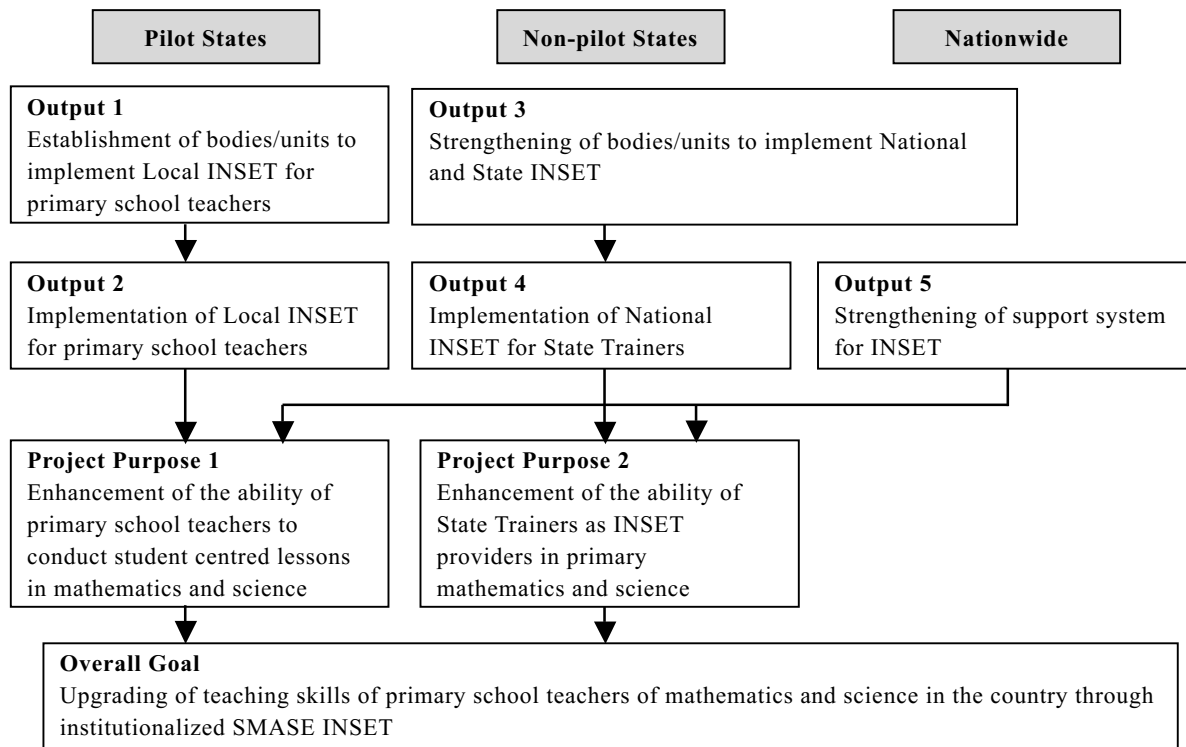 Pilot States
Non-pilot States
Nationwide
Output 1
Establishment of bodies/units to
implement Local INSET for
primary school teachers
Output 3
Strengthening of bodies/units to implement National
and State INSET
Output 2
Implementation of Local INSET
for primary school teachers
Output 4
Implementation of National
INSET for State Trainers
Output 5
Strengthening of support system
for INSET
Project Purpose 1
Enhancement of the ability of
primary school teachers to
conduct student centred lessons
in mathematics and science
Project Purpose 2
Enhancement of the ability of
State Trainers as INSET
providers in primary
mathematics and science
Overall Goal
Upgrading of teaching skills of primary school teachers of mathematics and science in the country through
institutionalized SMASE INSET